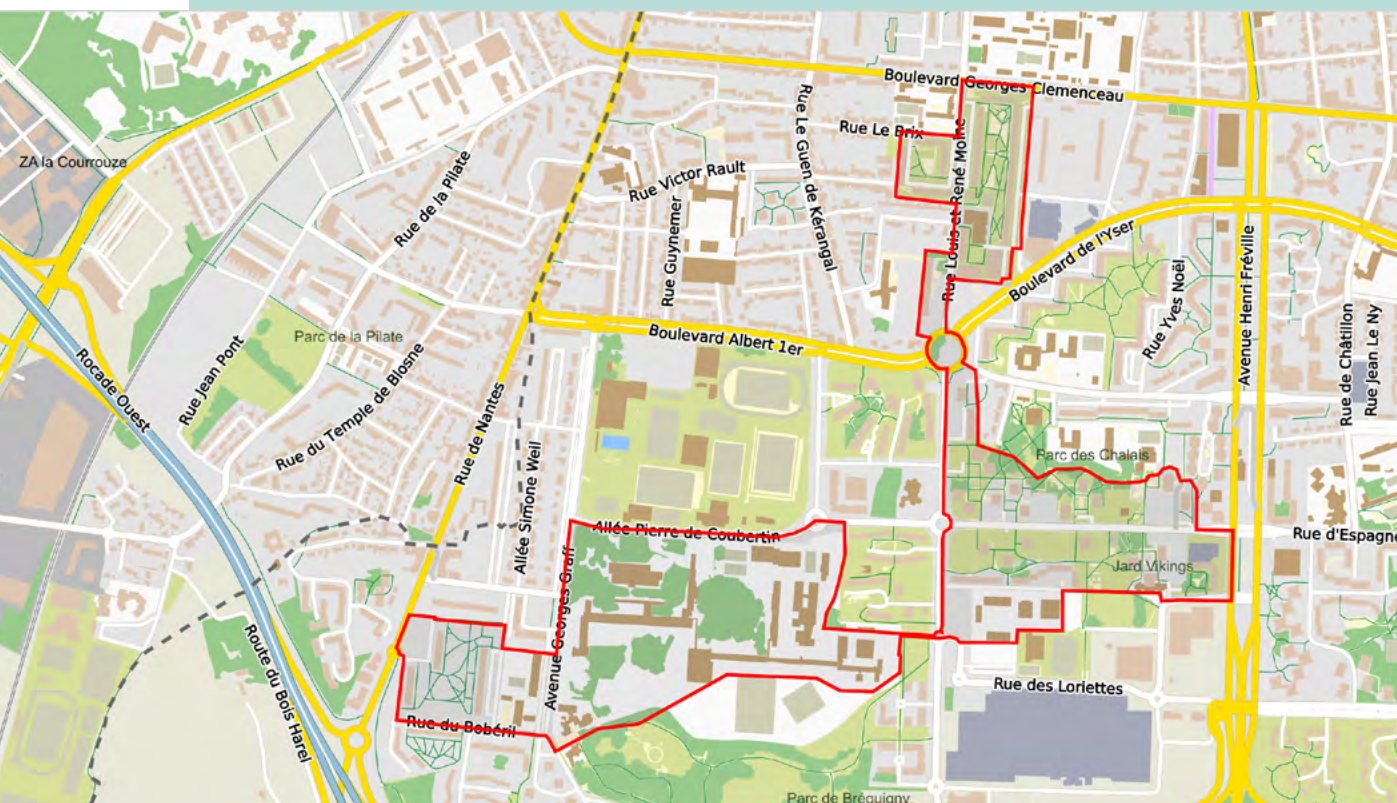 Boulevard Georges Clemenceau
Rue Le Brix
Rue Le Guen de Kérangal
Rue Louis et René Moine
ZA la Courrouze
Rue de la Pilate
Rue Victor Rault
Rue Guynemer
Boulevard de l'Yser
Rue Yves Noël
Avenue Henri-Fréville
Rue de Châtillon
Rue Jean Le Ny
Parc de la Pilate
Boulevard Albert 1er
Rocade Ouest
Rue Jean Pont
Rue du Temple de Blosne
Rue de Nantes
Allée Simone Weil
Parc des Chalais
Allée Pierre de Coubertin
Rue d'Espagne
Jard Vikings
Avenue Georges Graff
Route du Bois Harel
Rue des Loriettes
Rue du Bobéril
Parc de Bréquigny